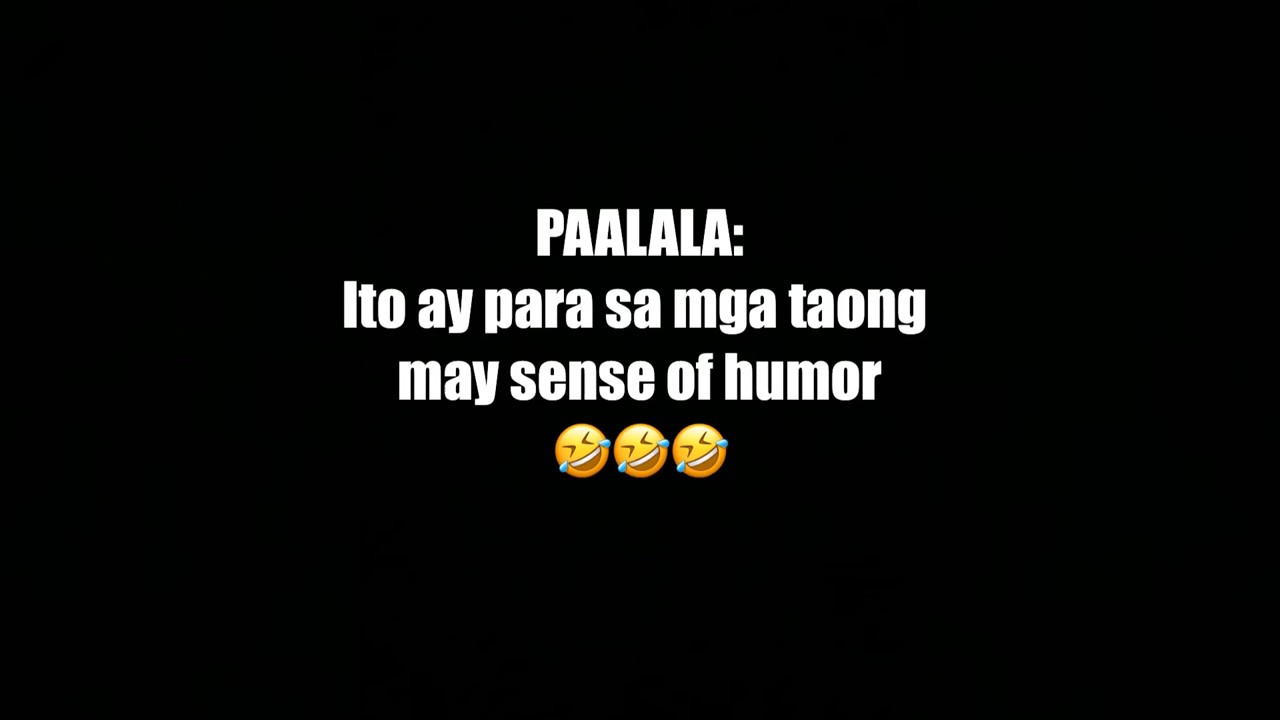 PAALALA:
Ito ay para sa mga taong
may sense of humor
🤣🤣🤣